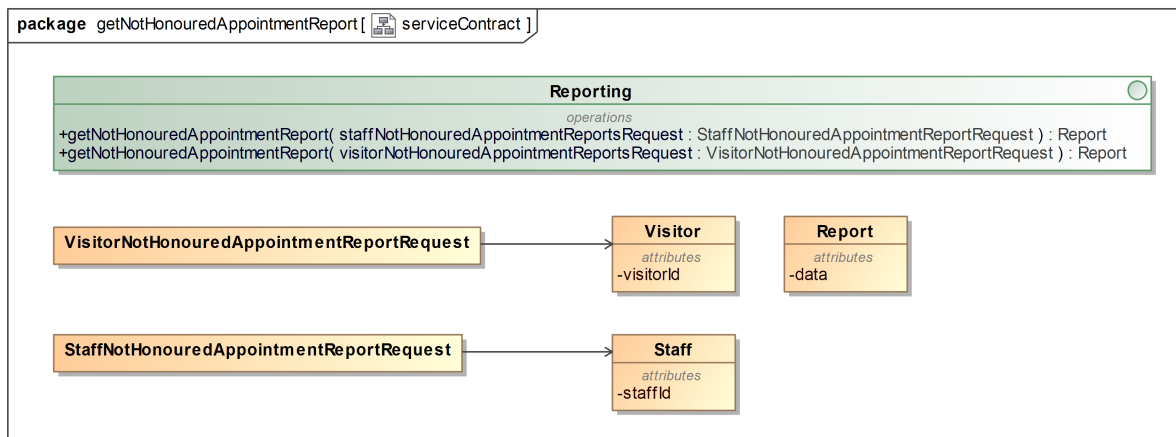 package getNotHonouredAppointmentReport [ serviceContract ]
Reporting
operations
+getNotHonouredAppointmentReport( staffNotHonouredAppointmentReportsRequest : StaffNotHonouredAppointmentReportRequest ) : Report
+getNotHonouredAppointmentReport( visitorNotHonouredAppointmentReportsRequest : VisitorNotHonouredAppointmentReportRequest ) : Report
VisitorNotHonouredAppointmentReportRequest
Visitor
attributes
-visitorId
Report
attributes
-data
StaffNotHonouredAppointmentReportRequest
Staff
attributes
-staffId